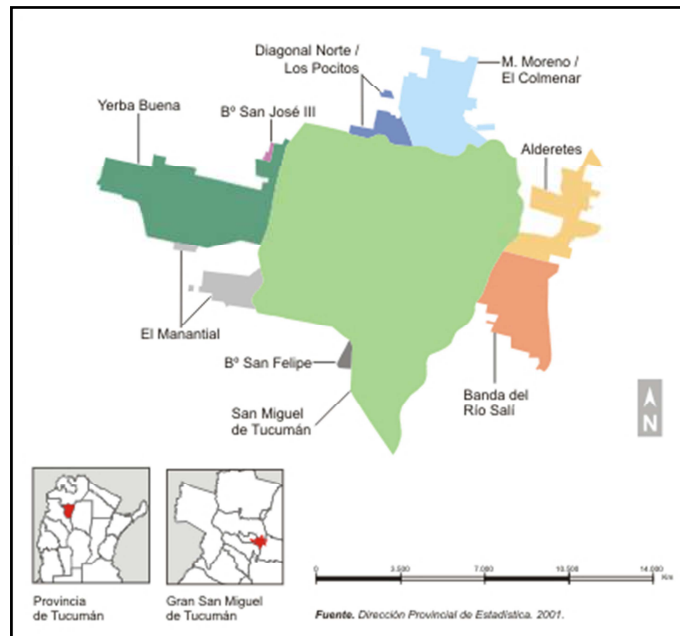 Diagonal Norte /
Los Pocitos
M. Moreno /
El Colmenar
Yerba Buena
Bº San José III
Alderetes
El Manantial
Bº San Felipe
San Miguel
de Tucumán
Banda del
Río Salí
N
Provincia
de Tucumán
Gran San Miguel
de Tucumán
0 3.500 7.000 10.500 14.000
Km
Fuente. Dirección Provincial de Estadística. 2001.